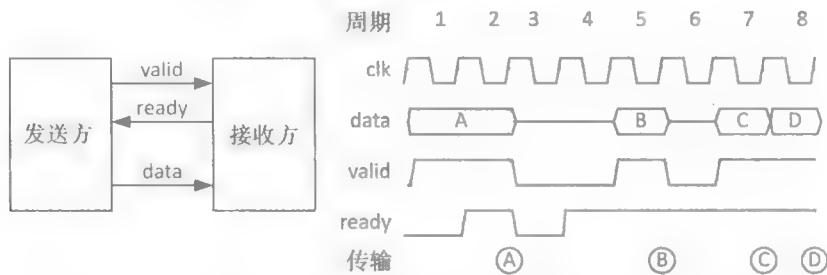 周期 1 2 3 4 5 6 7 8
clk
valid
ready
data
发送方
接收方
data A B C D
valid
ready
传输 A B C D